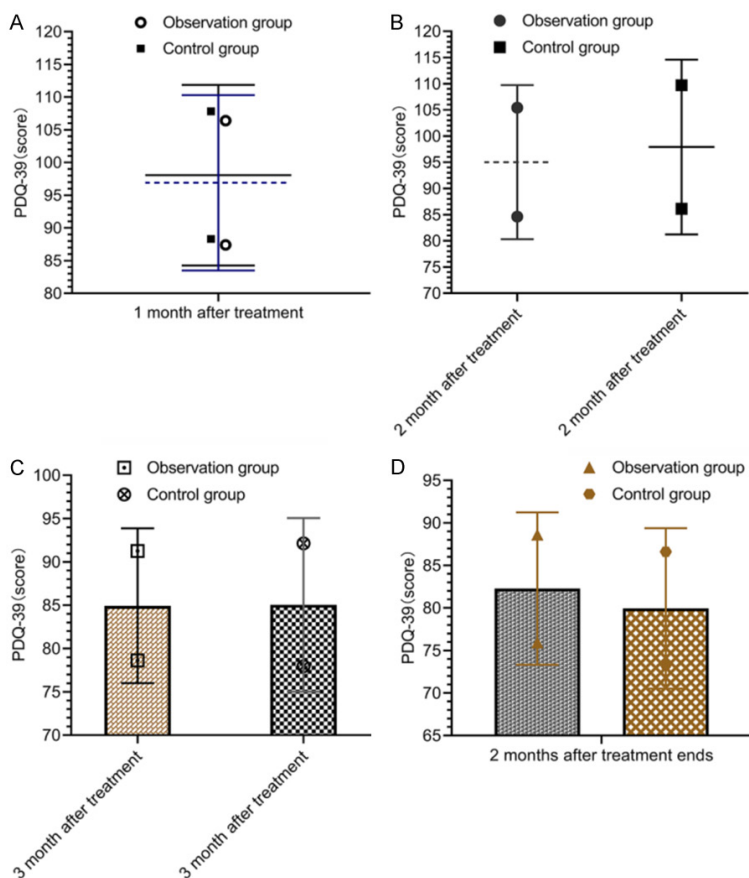 A
Observation group
Control group
PDQ-39(score)
120
115
110
105
100
95
90
85
80
1 month after treatment
B
Observation group
Control group
PDQ-39(score)
120
115
110
105
100
95
90
85
80
75
70
2 month after treatment
2 month after treatment
C
Observation group
Control group
PDQ-39(score)
100
95
90
85
80
75
70
3 month after treatment
3 month after treatment
D
Observation group
Control group
PDQ-39(score)
95
90
85
80
75
70
65
2 months after treatment ends